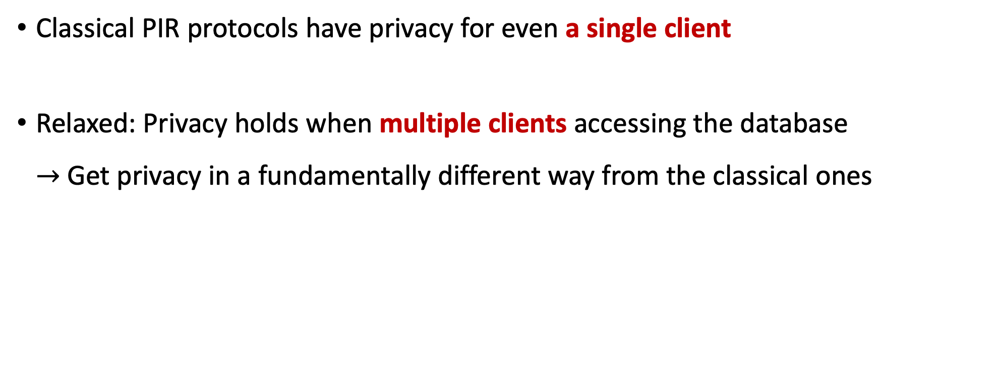 • Classical PIR protocols have privacy for even a single client
• Relaxed: Privacy holds when multiple clients accessing the database
→ Get privacy in a fundamentally different way from the classical ones